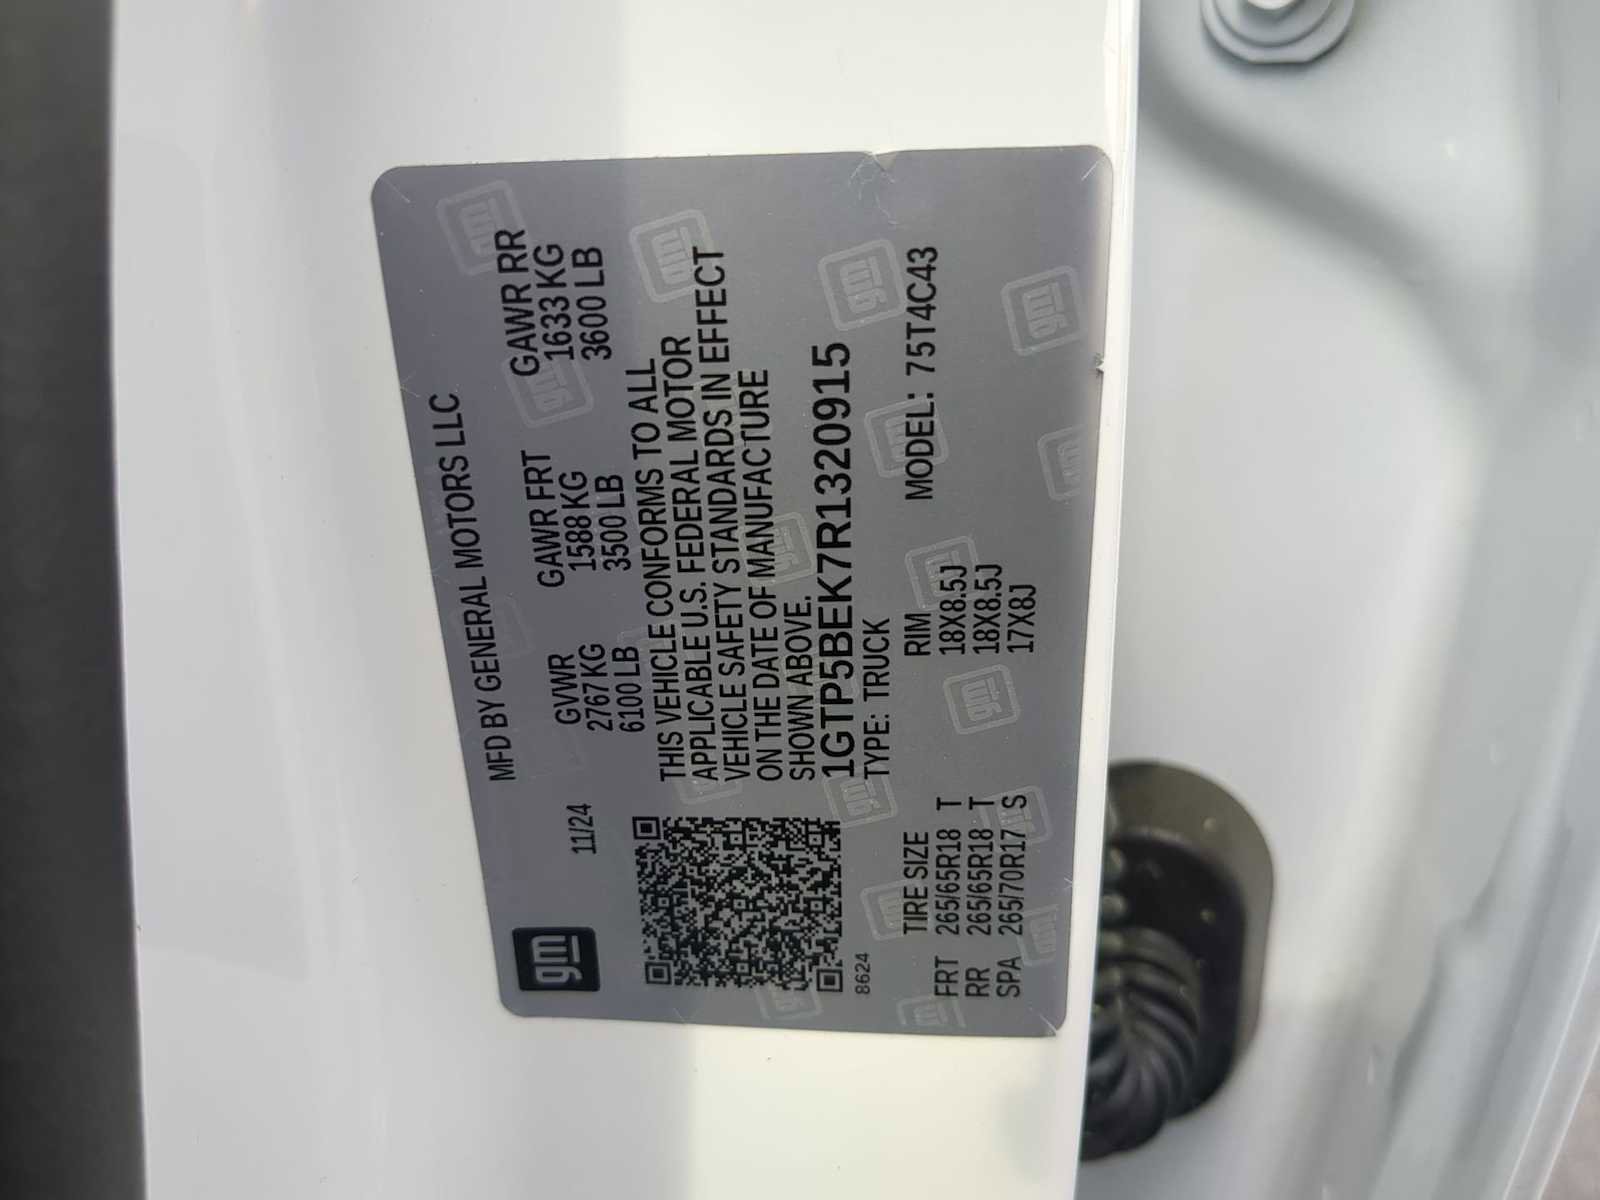 gm
MFD BY GENERAL MOTORS LLC
11/24
GVWR GAWR FRT GAWR RR
2767 KG 1588 KG 1633 KG
6100 LB 3500 LB 3600 LB
THIS VEHICLE CONFORMS TO ALL
APPLICABLE U.S. FEDERAL MOTOR
VEHICLE SAFETY STANDARDS IN EFFECT
ON THE DATE OF MANUFACTURE
SHOWN ABOVE.
1GTP5BEK7R1320915
TYPE: TRUCK MODEL: 75T4C43
8624
TIRE SIZE RIM
FRT 265/65R18 T 18X8.5J
RR 265/65R18 T 18X8.5J
SPA 265/70R17 S 17X8J